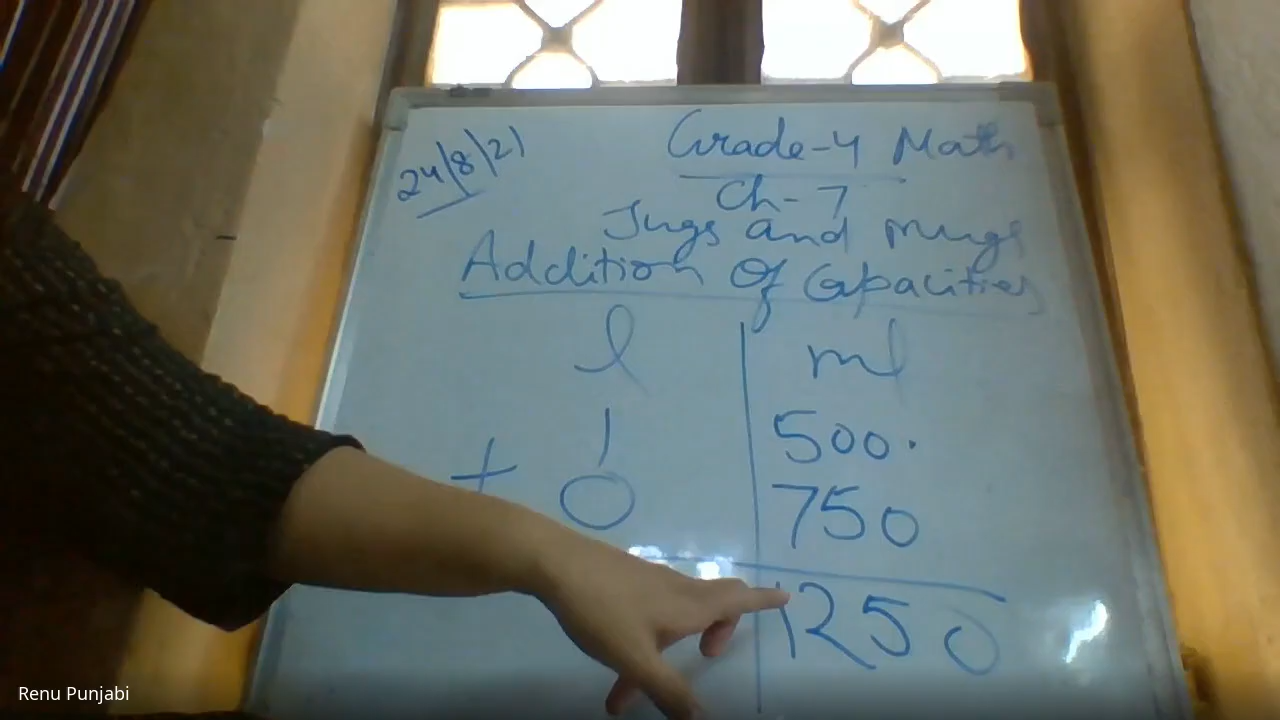 24/8/21
Grade-4 Math
Ch-7
Jugs and Mugs
Addition of Capacities
l ml
1 500.
+ 0 750
1250
Renu Punjabi